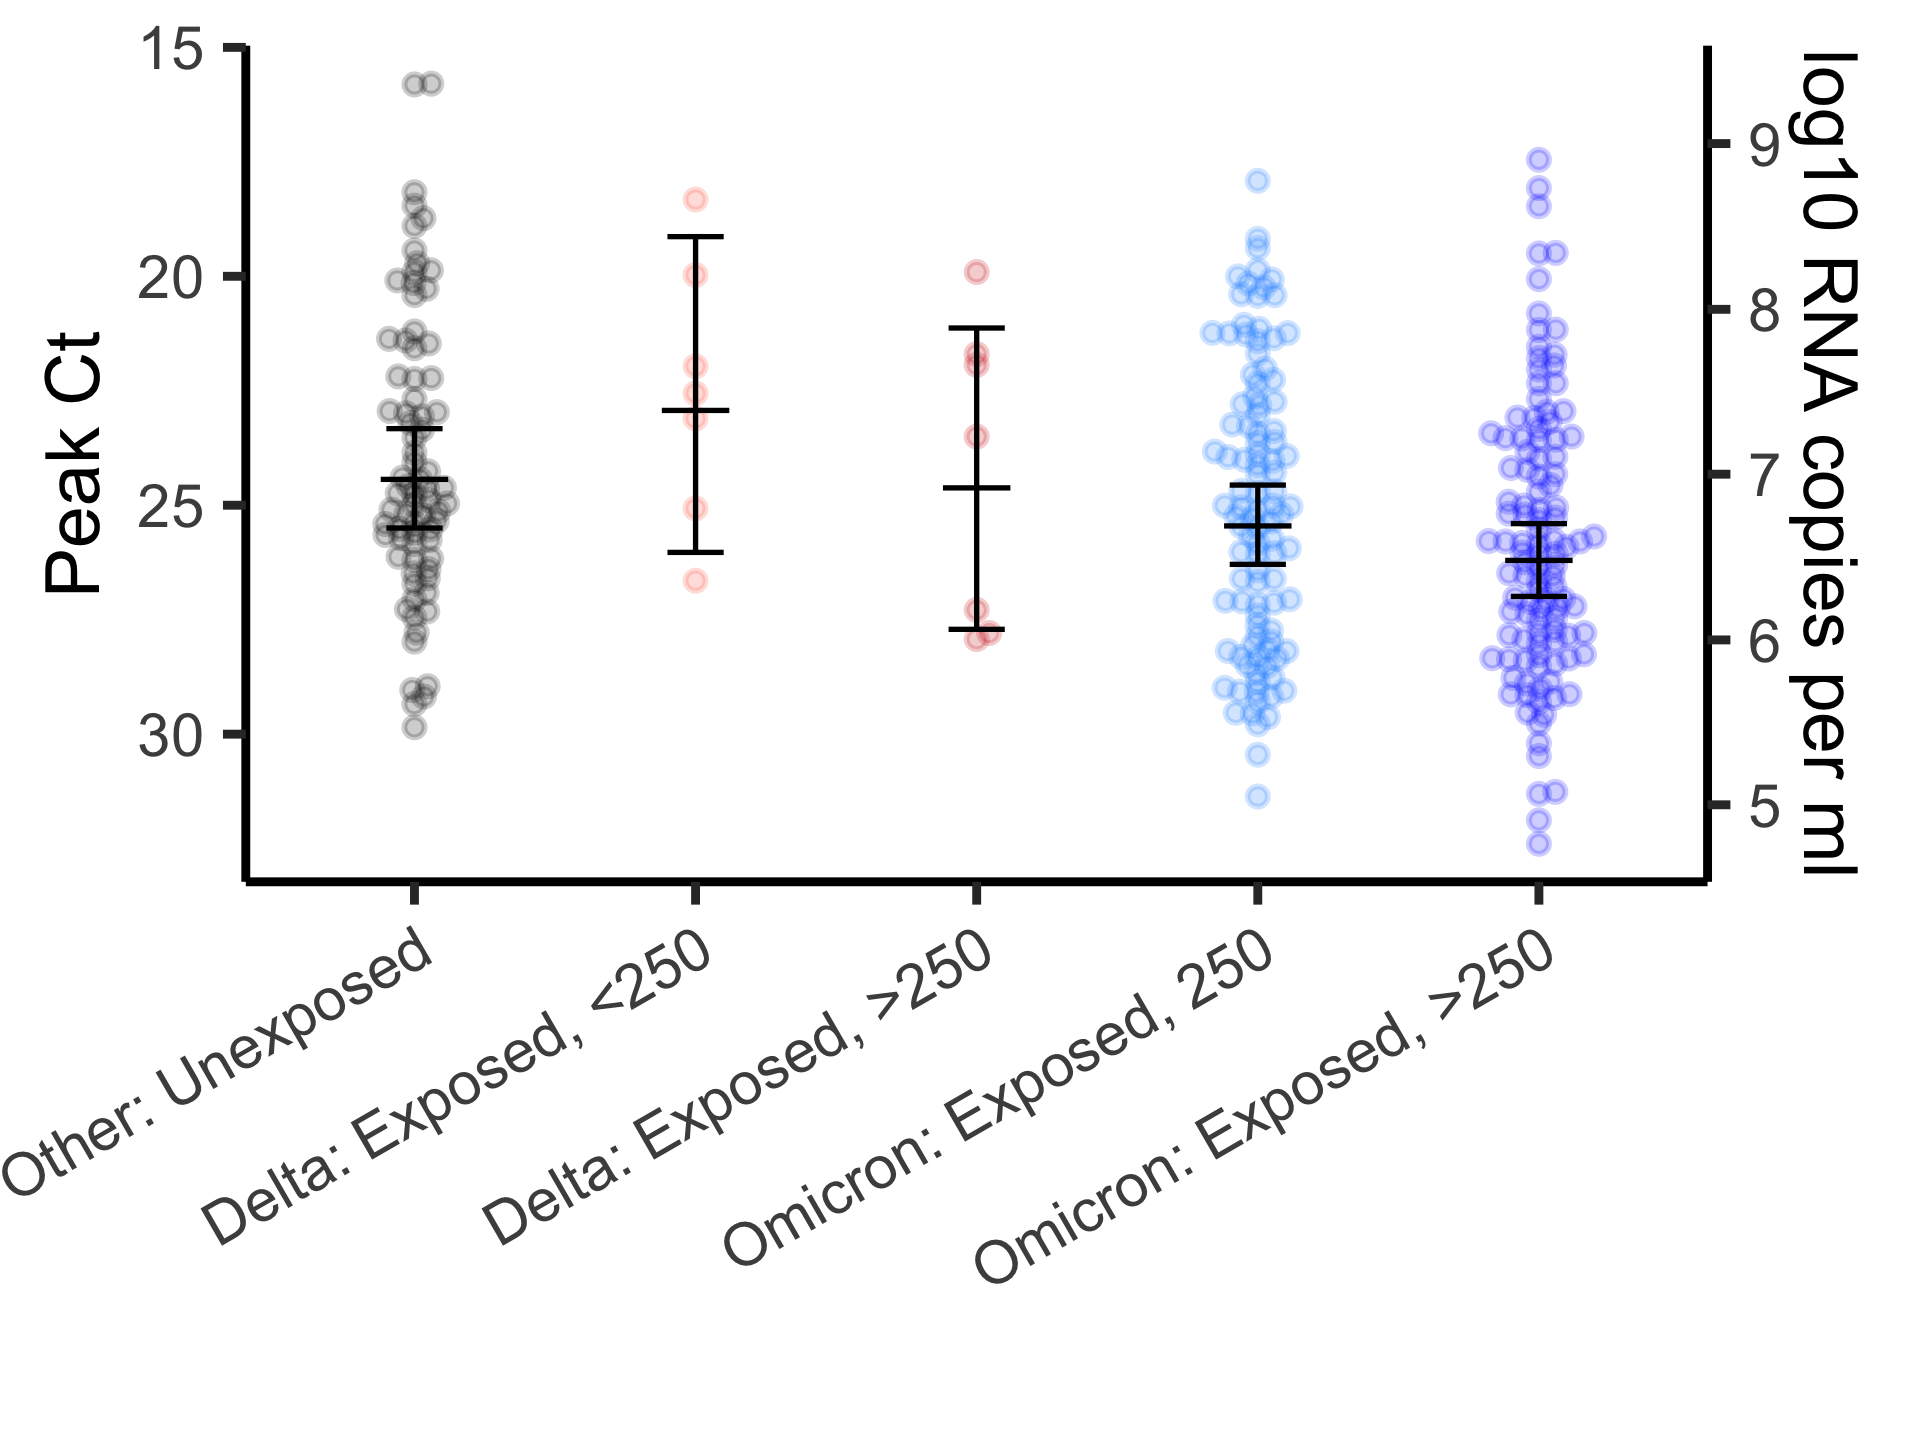 Peak Ct
15
20
25
30
log10 RNA copies per ml
9
8
7
6
5
Other: Unexposed
Delta: Exposed, <250
Delta: Exposed, >250
Omicron: Exposed, 250
Omicron: Exposed, >250